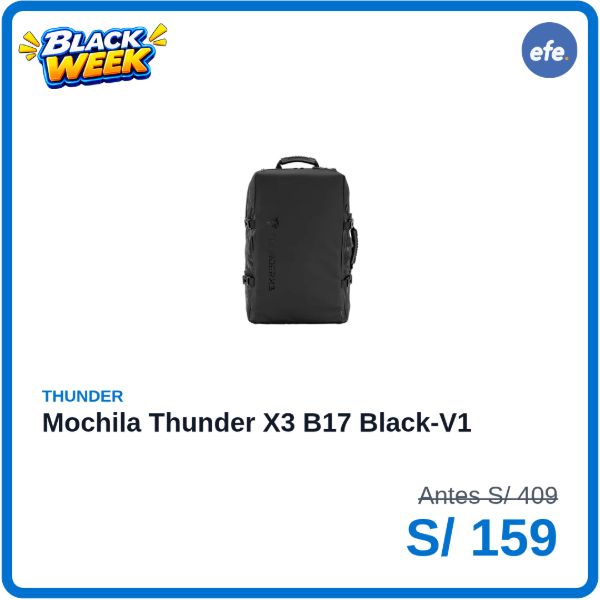 BLACK
WEEK
efe.
THUNDER
Mochila Thunder X3 B17 Black-V1
Antes S/ 409
S/ 159